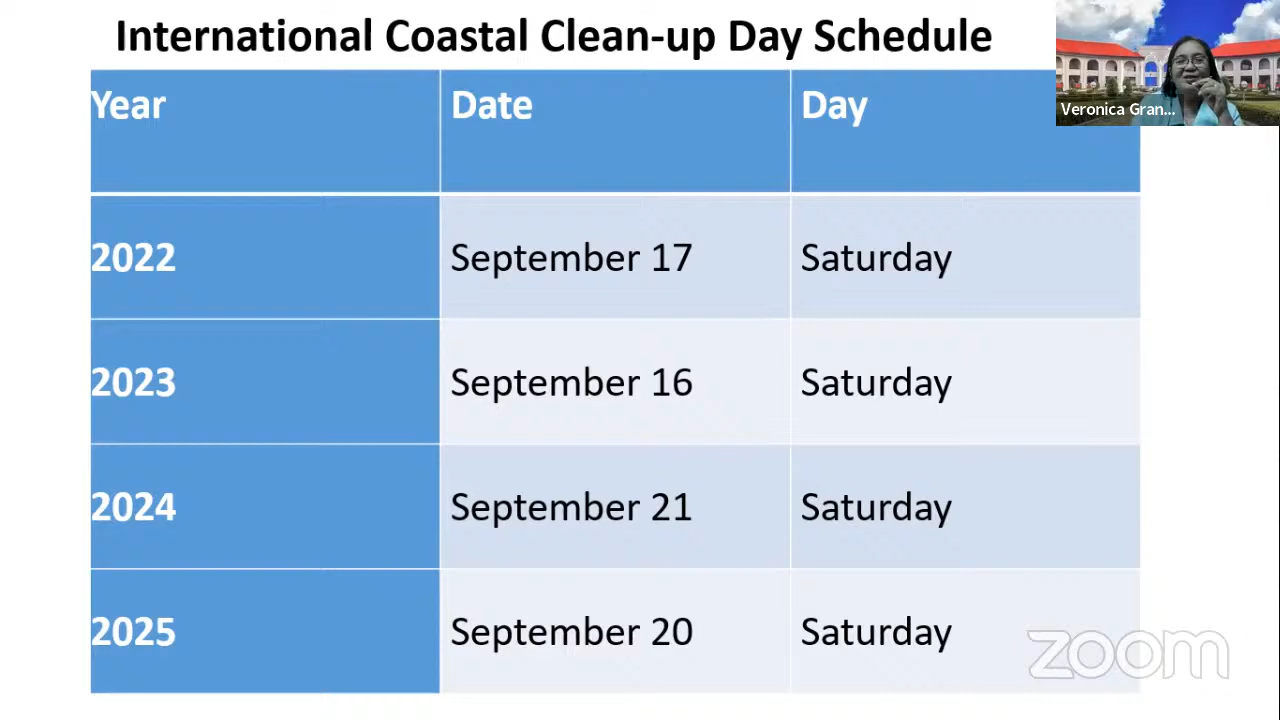 International Coastal Clean-up Day Schedule
Year Date Day
Veronica Gran...
2022 September 17 Saturday
2023 September 16 Saturday
2024 September 21 Saturday
2025 September 20 Saturday
zoom